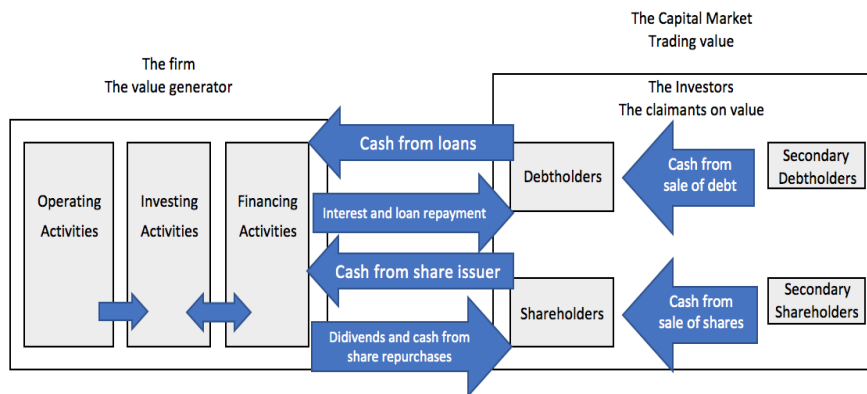 The Capital Market
Trading value
The firm
The value generator
The Investors
The claimants on value
Operating
Activities
Investing
Activities
Financing
Activities
Cash from loans
Interest and loan repayment
Cash from share issuer
Didivends and cash from
share repurchases
Debtholders
Shareholders
Cash from
sale of debt
Cash from
sale of shares
Secondary
Debtholders
Secondary
Shareholders